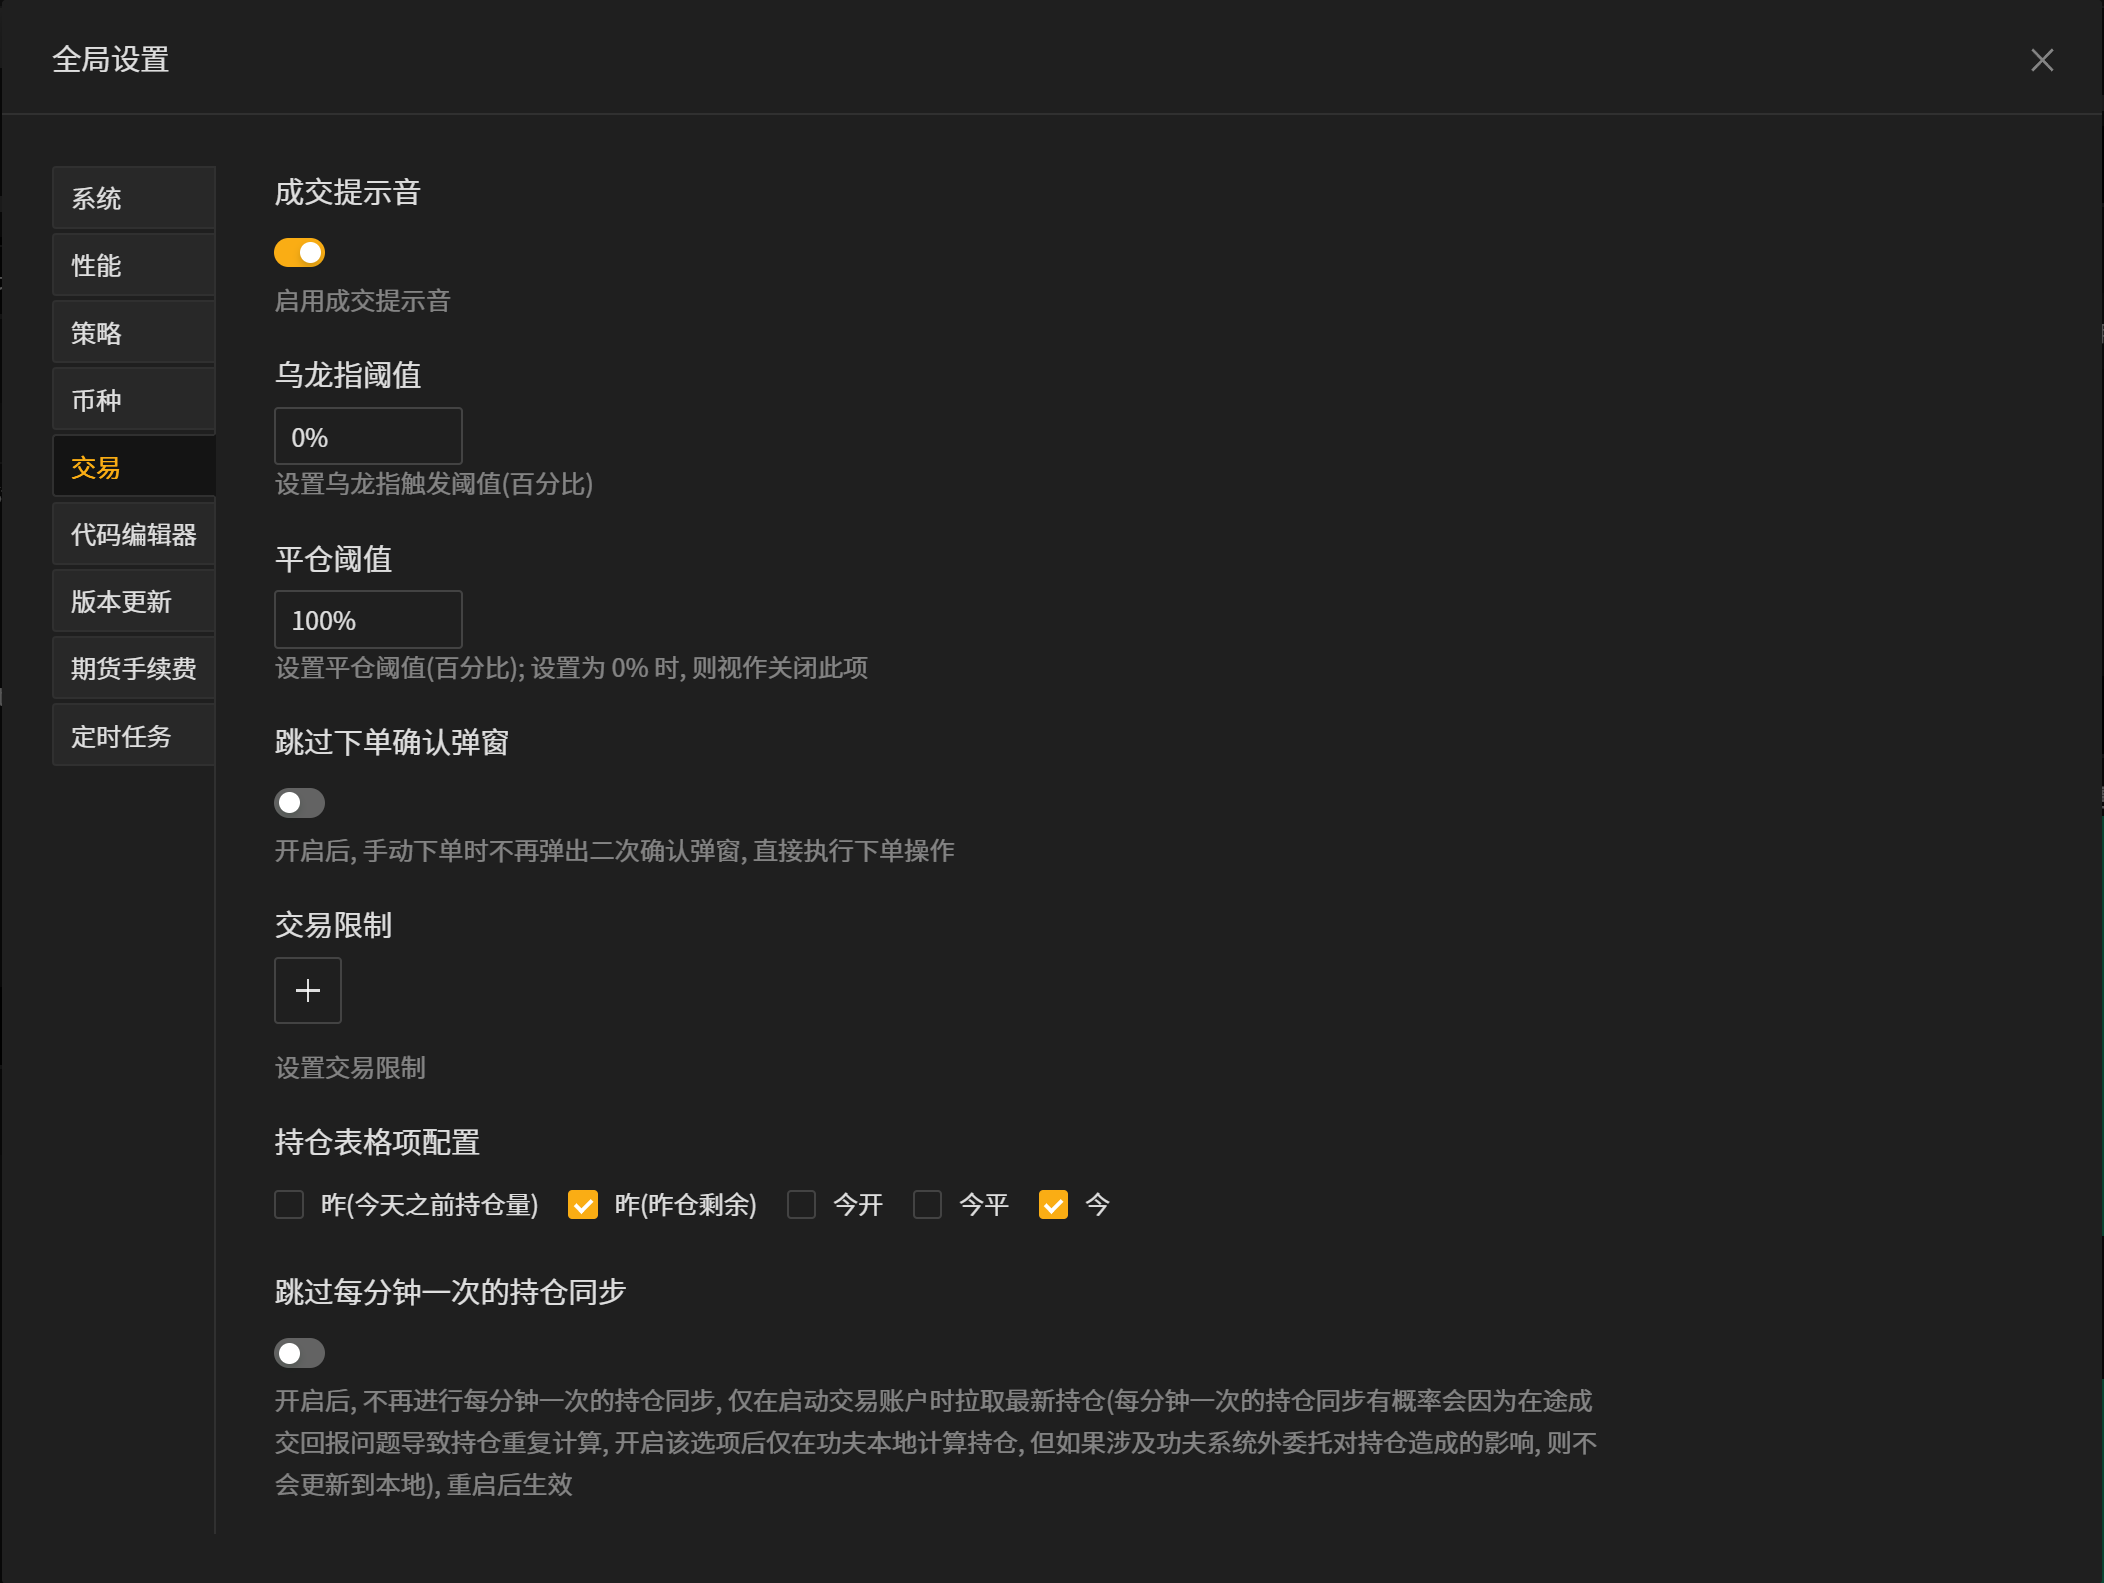 全局设置
系统
性能
策略
币种
交易
代码编辑器
版本更新
期货手续费
定时任务
成交提示音
启用成交提示音
乌龙指阈值
0%
设置乌龙指触发阈值(百分比)
平仓阈值
100%
设置平仓阈值(百分比); 设置为 0% 时, 则视作关闭此项
跳过下单确认弹窗
开启后, 手动下单时不再弹出二次确认弹窗, 直接执行下单操作
交易限制
设置交易限制
持仓表格项配置
昨(今天之前持仓量) 昨(昨仓剩余) 今开 今平 今
跳过每分钟一次的持仓同步
开启后, 不再进行每分钟一次的持仓同步, 仅在启动交易账户时拉取最新持仓(每分钟一次的持仓同步有概率会因为在途成
交回报问题导致持仓重复计算, 开启该选项后仅在功夫本地计算持仓, 但如果涉及功夫系统外委托对持仓造成的影响, 则不
会更新到本地), 重启后生效